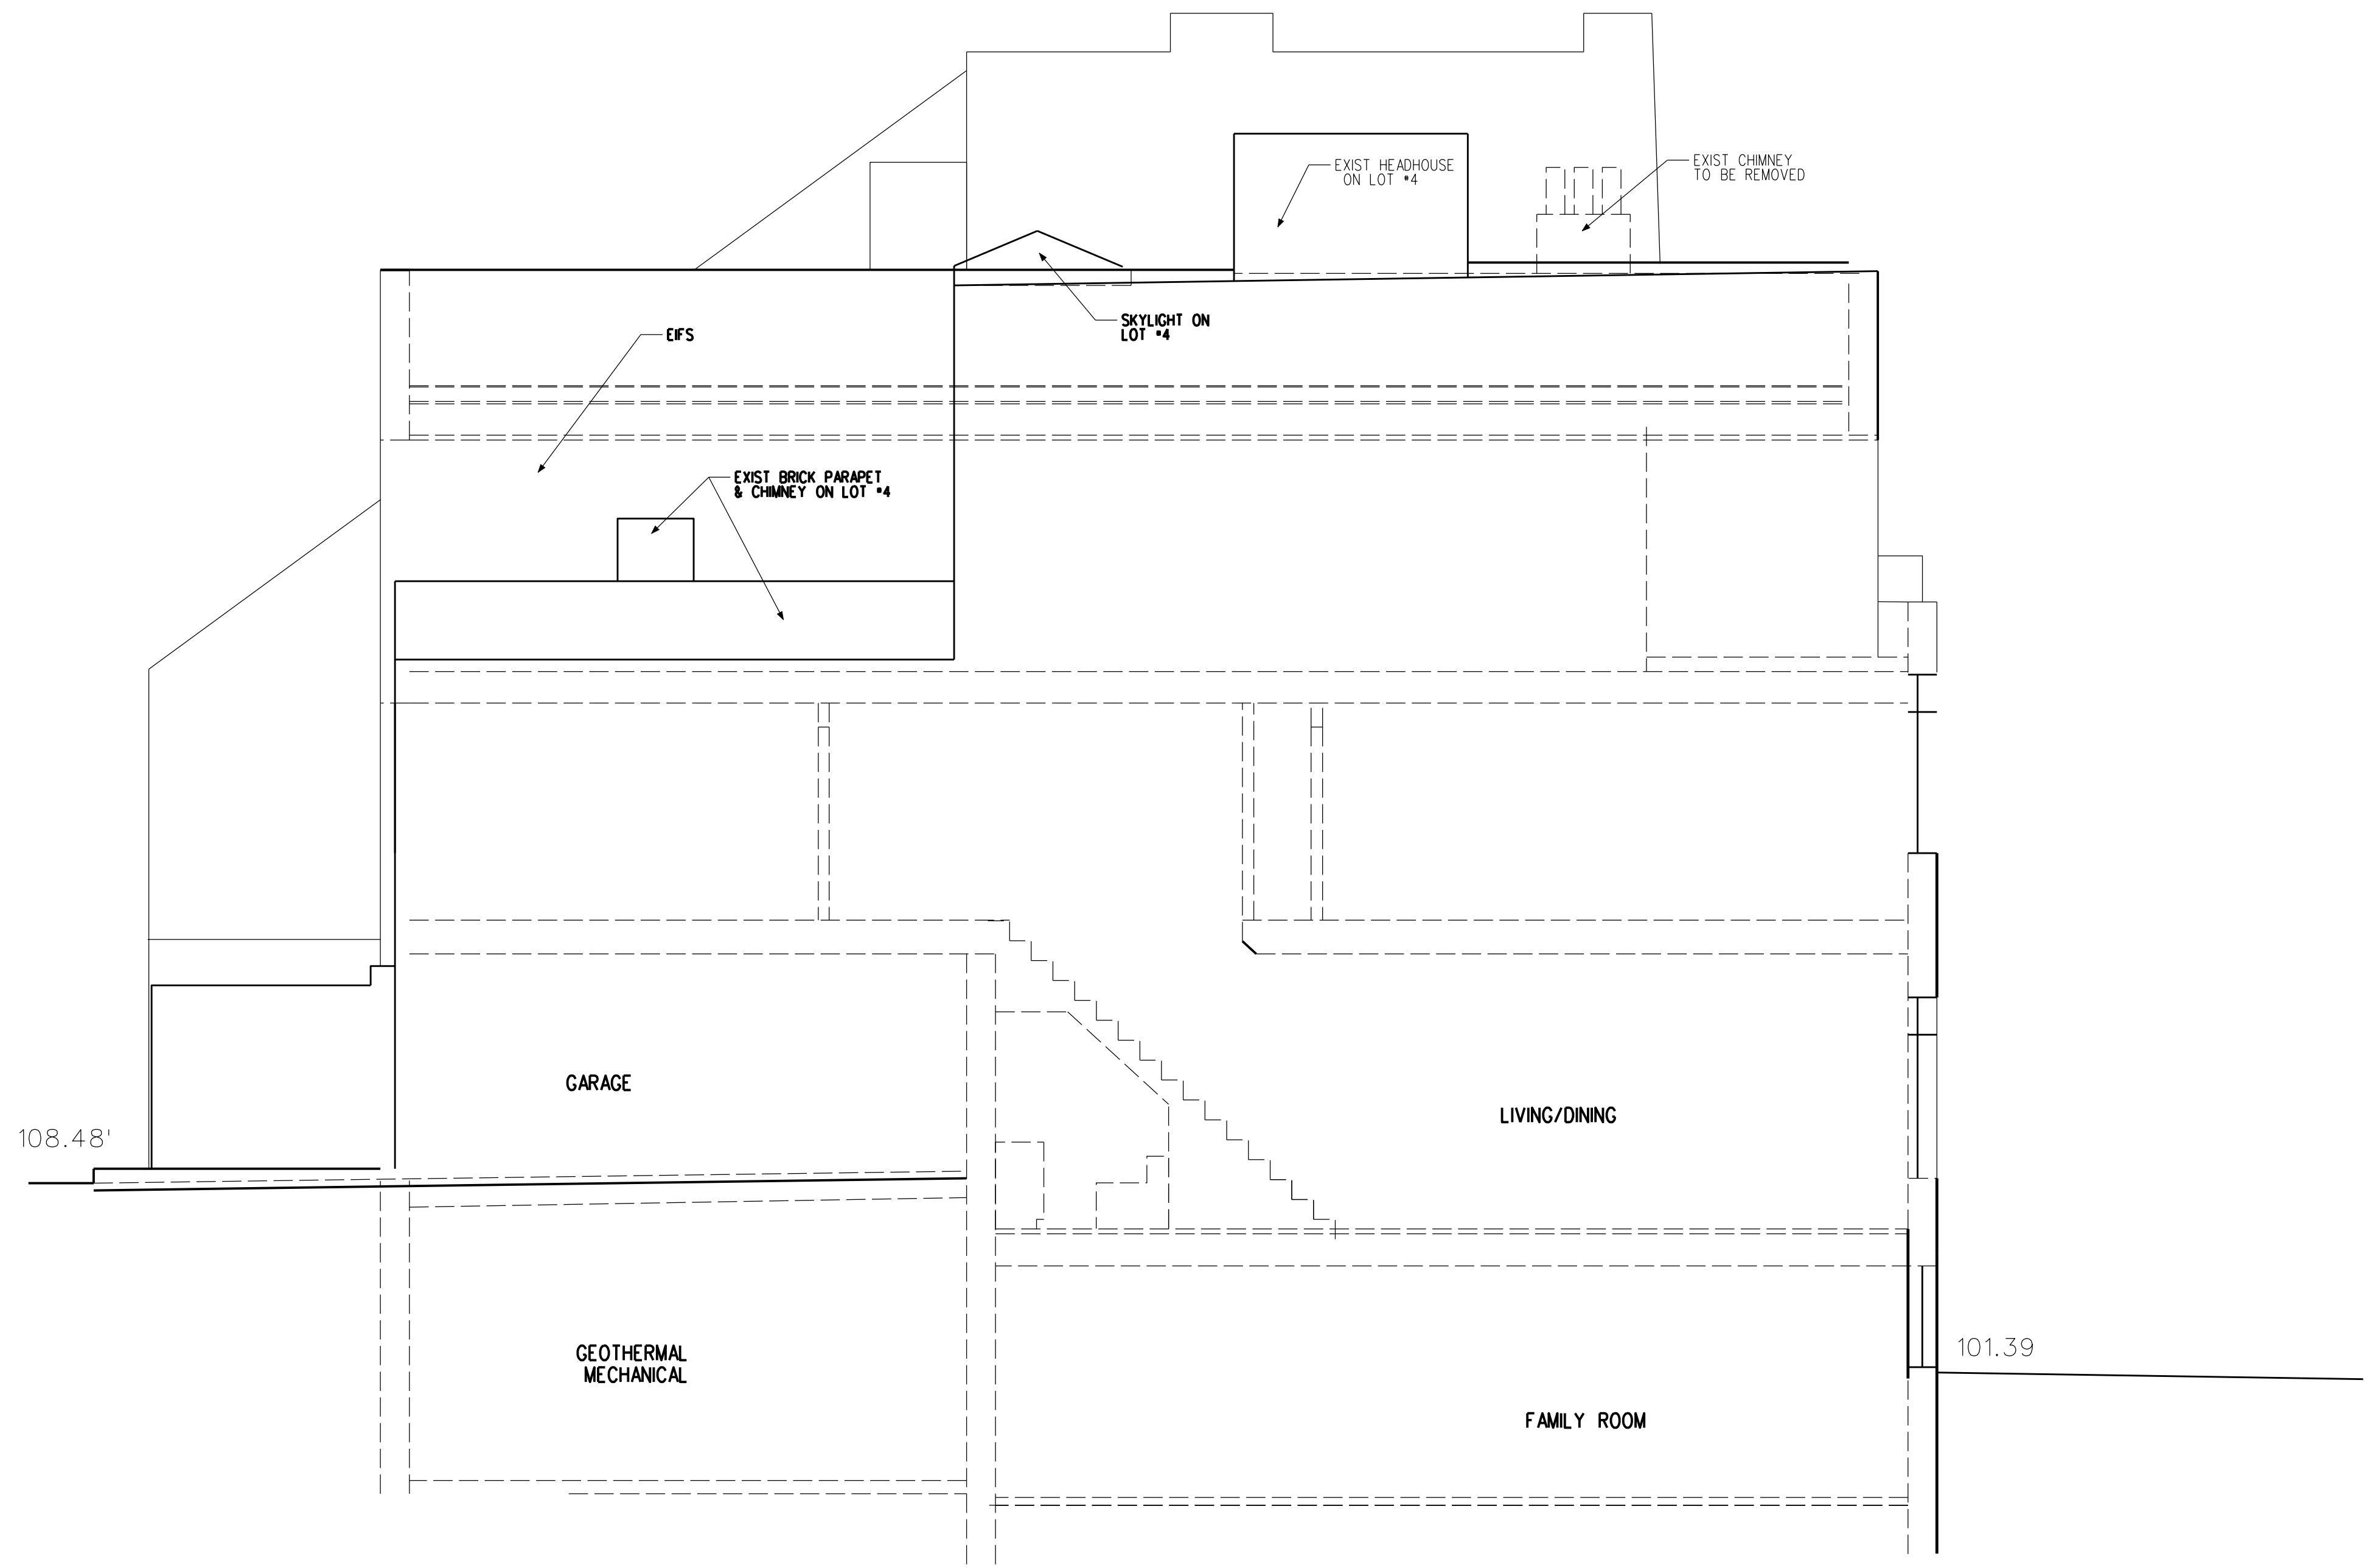 EXIST HEADHOUSE
ON LOT #4
EXIST CHIMNEY
TO BE REMOVED
SKYLIGHT ON
LOT #4
EIFS
EXIST BRICK PARAPET
& CHIMNEY ON LOT #4
GARAGE
LIVING/DINING
108.48'
GEOTHERMAL
MECHANICAL
101.39
FAMILY ROOM